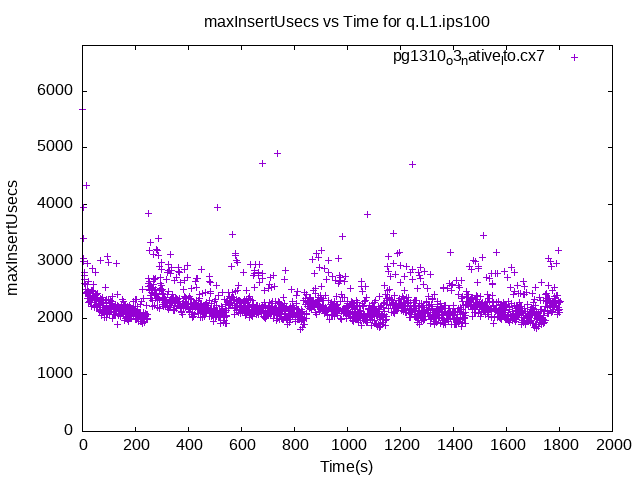 maxInsertUsecs vs Time for q.L1.ips100
pg1310o3native_lto.cx7
6000
5000
4000
3000
2000
1000
0
maxInsertUsecs
0 200 400 600 800 1000 1200 1400 1600 1800 2000
Time(s)